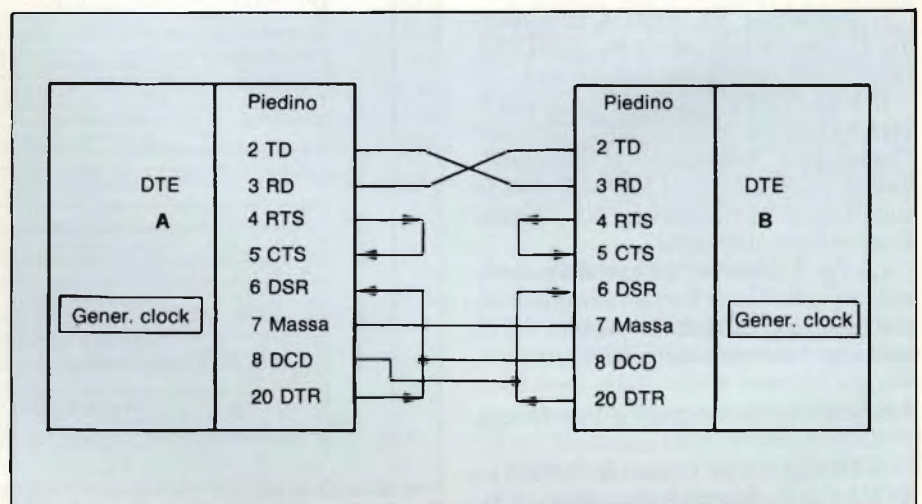 Piedino
2 TD
3 RD
DTE
A
4 RTS
5 CTS
6 DSR
Gener. clock
7 Massa
8 DCD
20 DTR
Piedino
2 TD
3 RD
DTE
B
4 RTS
5 CTS
6 DSR
7 Massa
Gener. clock
8 DCD
20 DTR